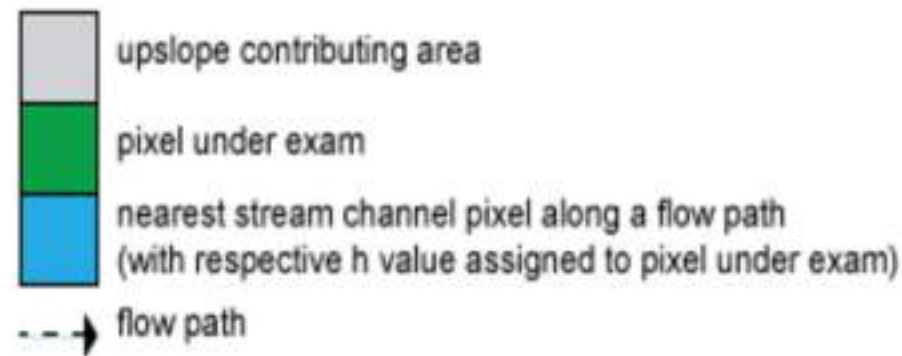 upslope contributing area
pixel under exam
nearest stream channel pixel along a flow path
(with respective h value assigned to pixel under exam)
flow path